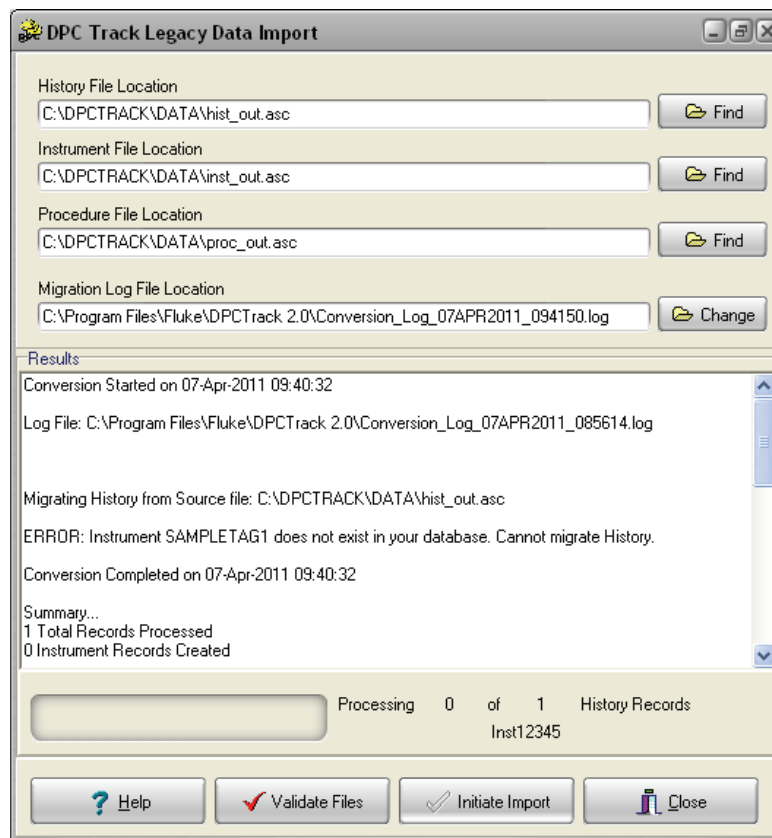 DPC Track Legacy Data Import
History File Location
C:\DPCTRACK\DATA\hist_out.asc
Find
Instrument File Location
C:\DPCTRACK\DATA\inst_out.asc
Find
Procedure File Location
C:\DPCTRACK\DATA\proc_out.asc
Find
Migration Log File Location
C:\Program Files\Fluke\DPCTrack 2.0\Conversion_Log_07APR2011_094150.log
Change
Results
Conversion Started on 07-Apr-2011 09:40:32
Log File: C:\Program Files\Fluke\DPCTrack 2.0\Conversion_Log_07APR2011_085614.log
Migrating History from Source file: C:\DPCTRACK\DATA\hist_out.asc
ERROR: Instrument SAMPLETAG1 does not exist in your database. Cannot migrate History.
Conversion Completed on 07-Apr-2011 09:40:32
Summary...
1 Total Records Processed
0 Instrument Records Created
Processing 0 of 1 History Records
Inst12345
Help Validate Files Initiate Import Close